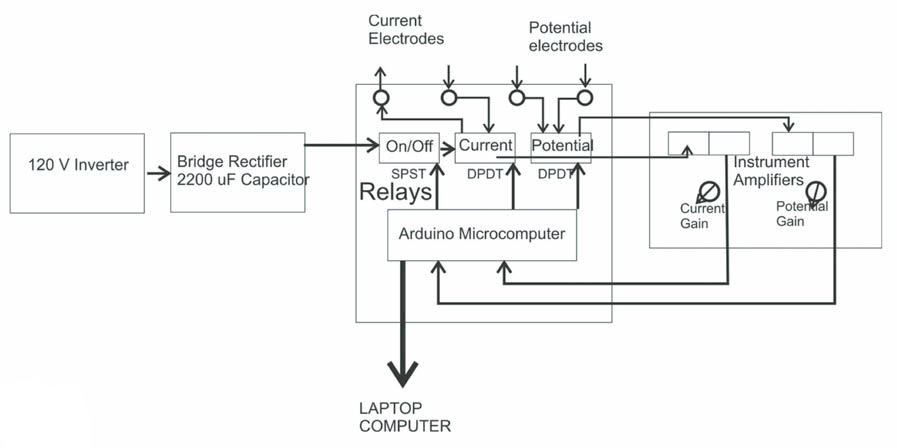 Current
Electrodes
Potential
electrodes
120 V Inverter
Bridge Rectifier
2200 uF Capacitor
On/Off
Current
Potential
SPST
DPDT
DPDT
Relays
Arduino Microcomputer
Instrument
Amplifiers
Current
Gain
Potential
Gain
LAPTOP
COMPUTER